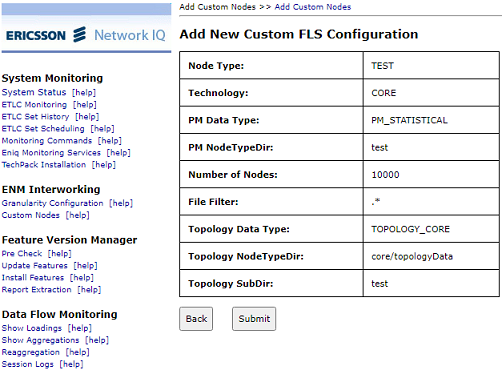 Add Custom Nodes >> Add Custom Nodes
ERICSSON Network IQ
System Monitoring
System Status [help]
ETLC Monitoring [help]
ETLC Set History [help]
ETLC Set Scheduling [help]
Monitoring Commands [help]
Eniq Monitoring Services [help]
TechPack Installation [help]
ENM Interworking
Granularity Configuration [help]
Custom Nodes [help]
Feature Version Manager
Pre Check [help]
Update Features [help]
Install Features [help]
Report Extraction [help]
Data Flow Monitoring
Show Loadings [help]
Show Aggregations [help]
Reaggregation [help]
Session Logs [help]
Add New Custom FLS Configuration
Node Type: TEST
Technology: CORE
PM Data Type: PM_STATISTICAL
PM NodeTypeDir: test
Number of Nodes: 10000
File Filter: .*
Topology Data Type: TOPOLOGY_CORE
Topology NodeTypeDir: core/topologyData
Topology SubDir: test
Back Submit